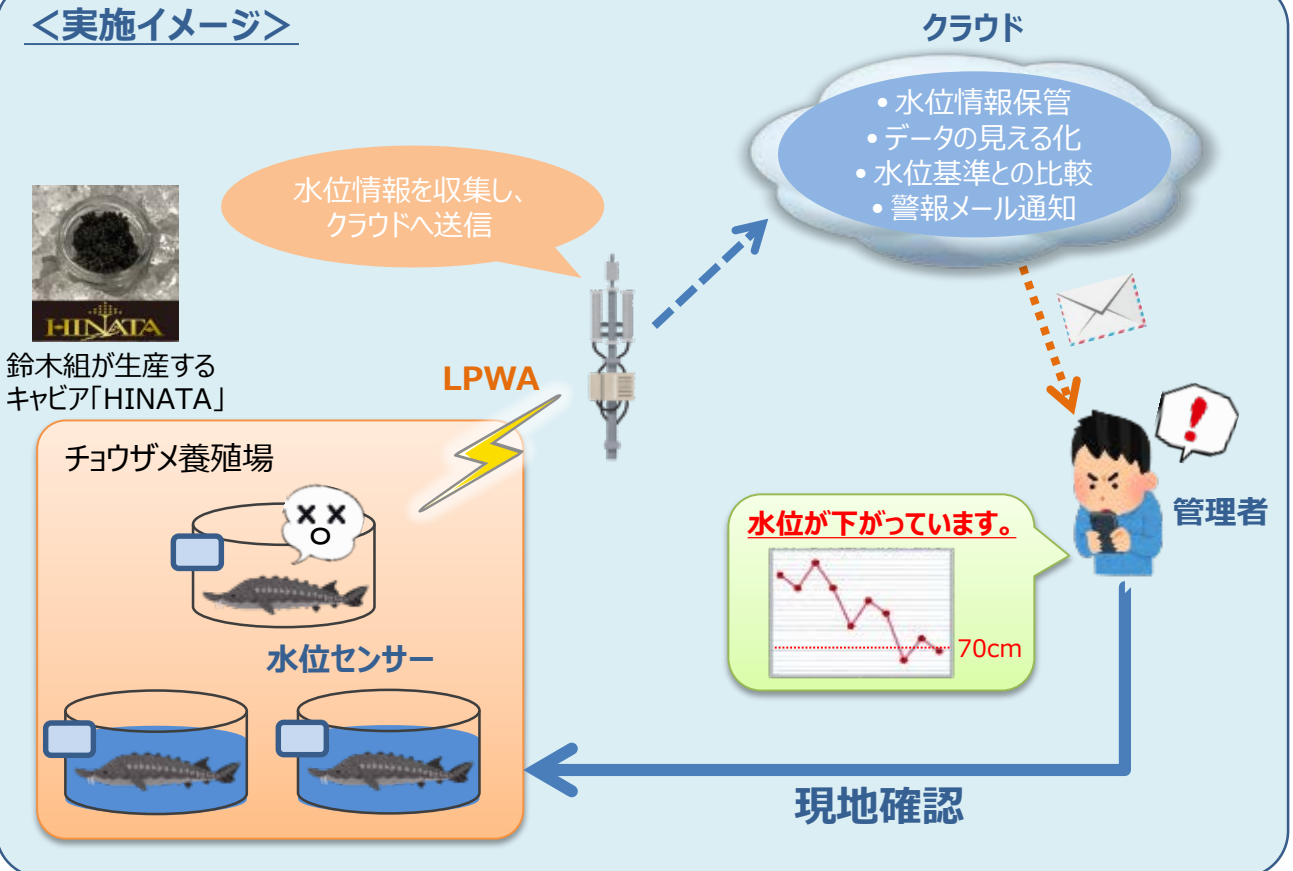 ＜実施イメージ＞
クラウド
• 水位情報保管
• データの見える化
• 水位基準との比較
• 警報メール通知
水位情報を収集し、
クラウドへ送信
HINATA
鈴木組が生産する
キャビア「HINATA」
LPWA
チョウザメ養殖場
水位センサー
管理者
水位が下がっています。
70cm
現地確認